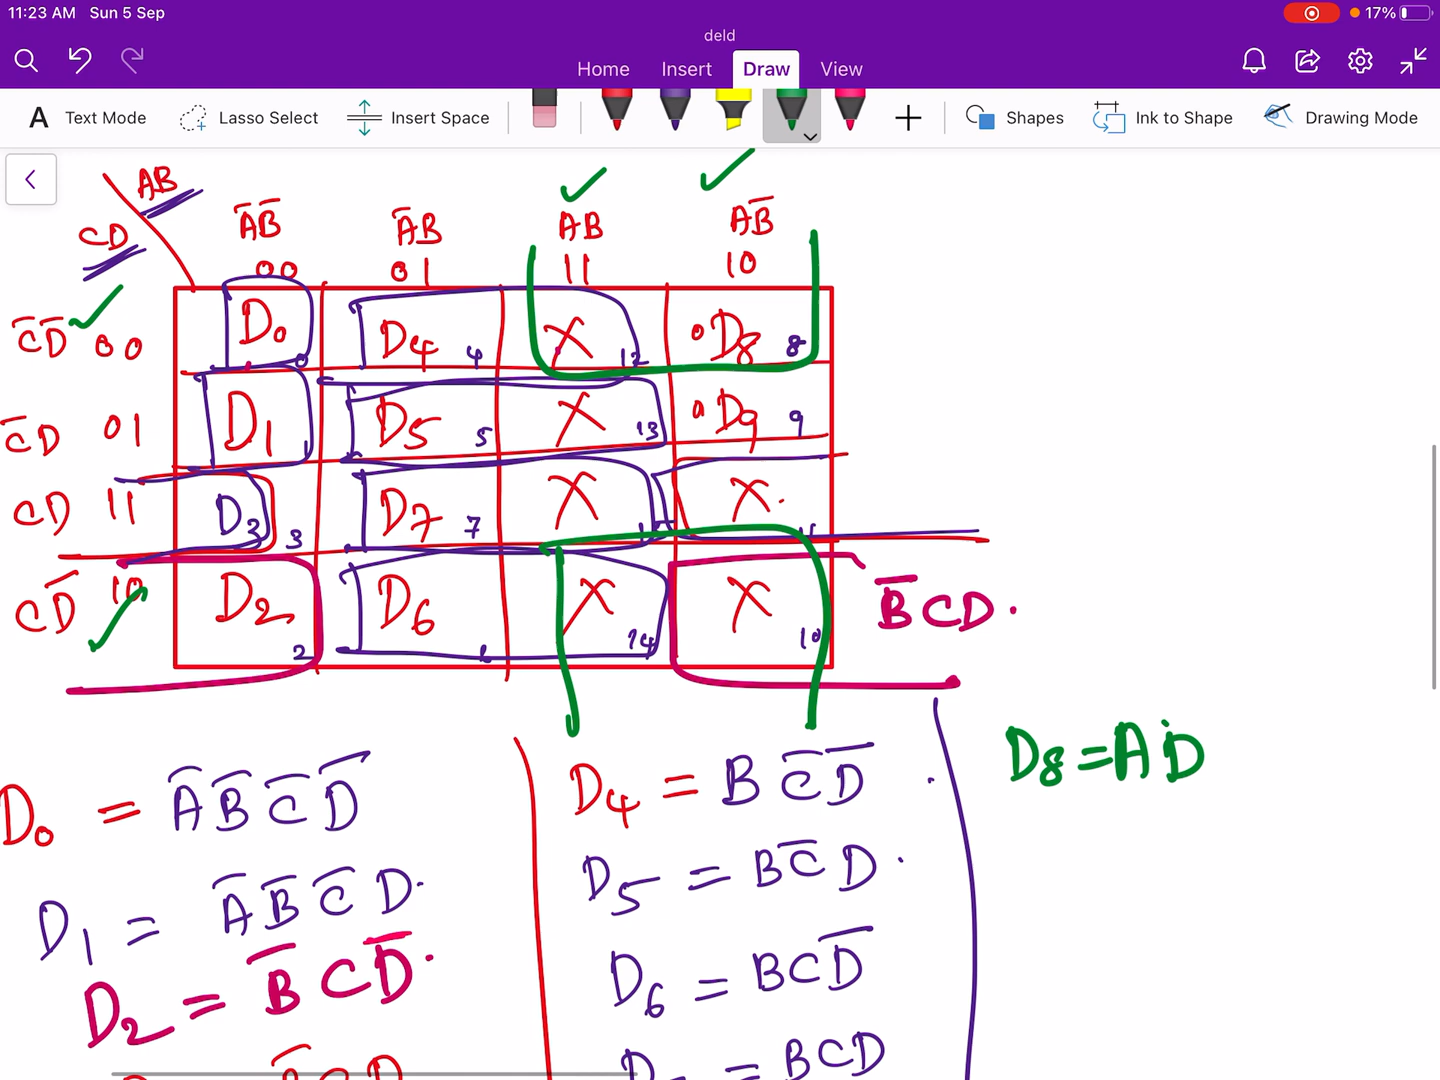 11:23 AM Sun 5 Sep 17%
deld
Home Insert Draw View
A Text Mode Lasso Select Insert Space Shapes Ink to Shape Drawing Mode
AB
CD
A̅B̅ A̅B AB AB̅
00 01 11 10
C̅D̅ 00 D₀ 0 D4 4 X 12 D8 8
C̅D 01 D1 1 D5 5 X 13 D9 9
CD 11 D3 3 D7 7 X X
CD̅ 10 D2 2 D6 X 14 X 10
B̅CD.
D8=AD
D₀ = A̅B̅C̅D̅
D4 = BC̅D̅
D1 = A̅B̅C̅D.
D5 = BC̅D.
D2 = B̅CD̅.
D6 = BCD̅
= BCD